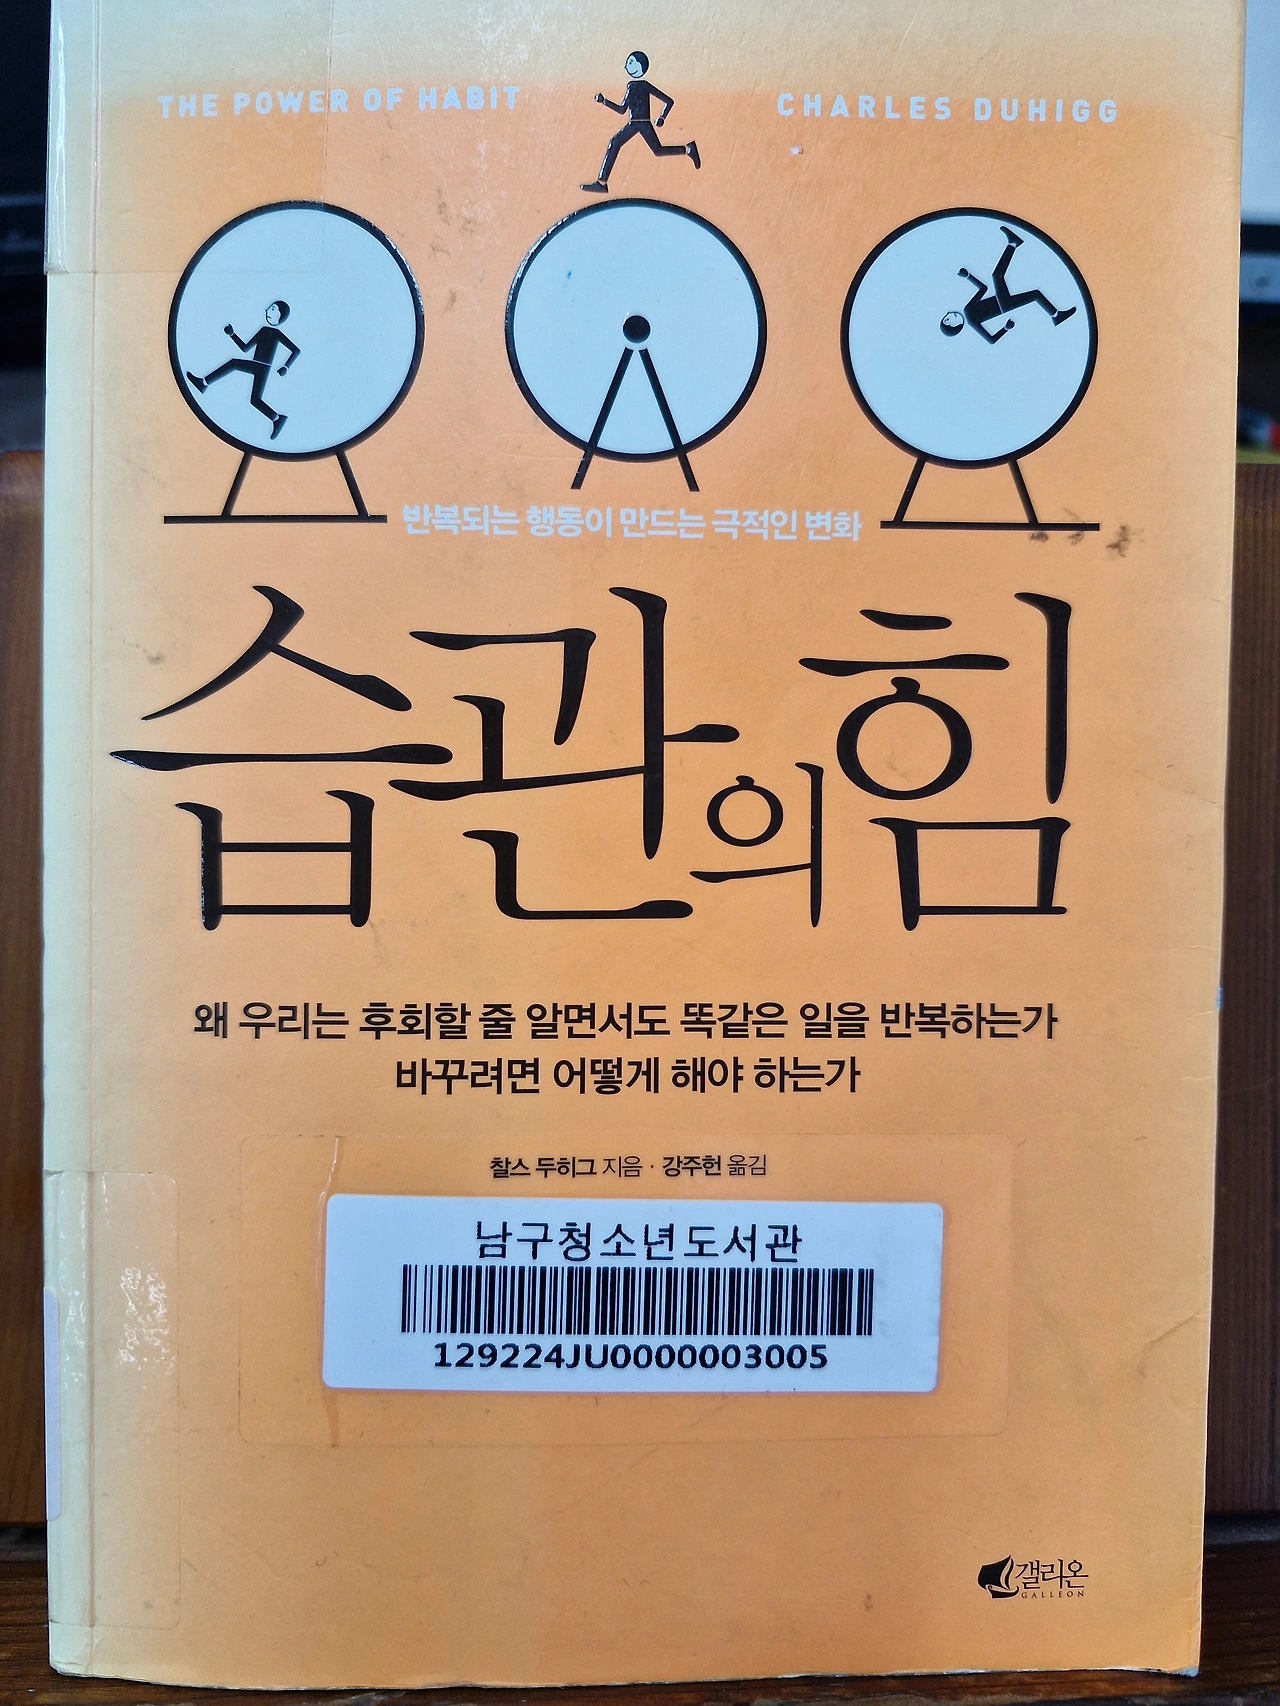 THE POWER OF HABIT
CHARLES DUHIGG
반복되는 행동이 만드는 극적인 변화
습관의 힘
왜 우리는 후회할 줄 알면서도 똑같은 일을 반복하는가
바꾸려면 어떻게 해야 하는가
찰스 두히그 지음 · 강주헌 옮김
남구청소년도서관
129224JU0000003005
갤리온
GALLEON